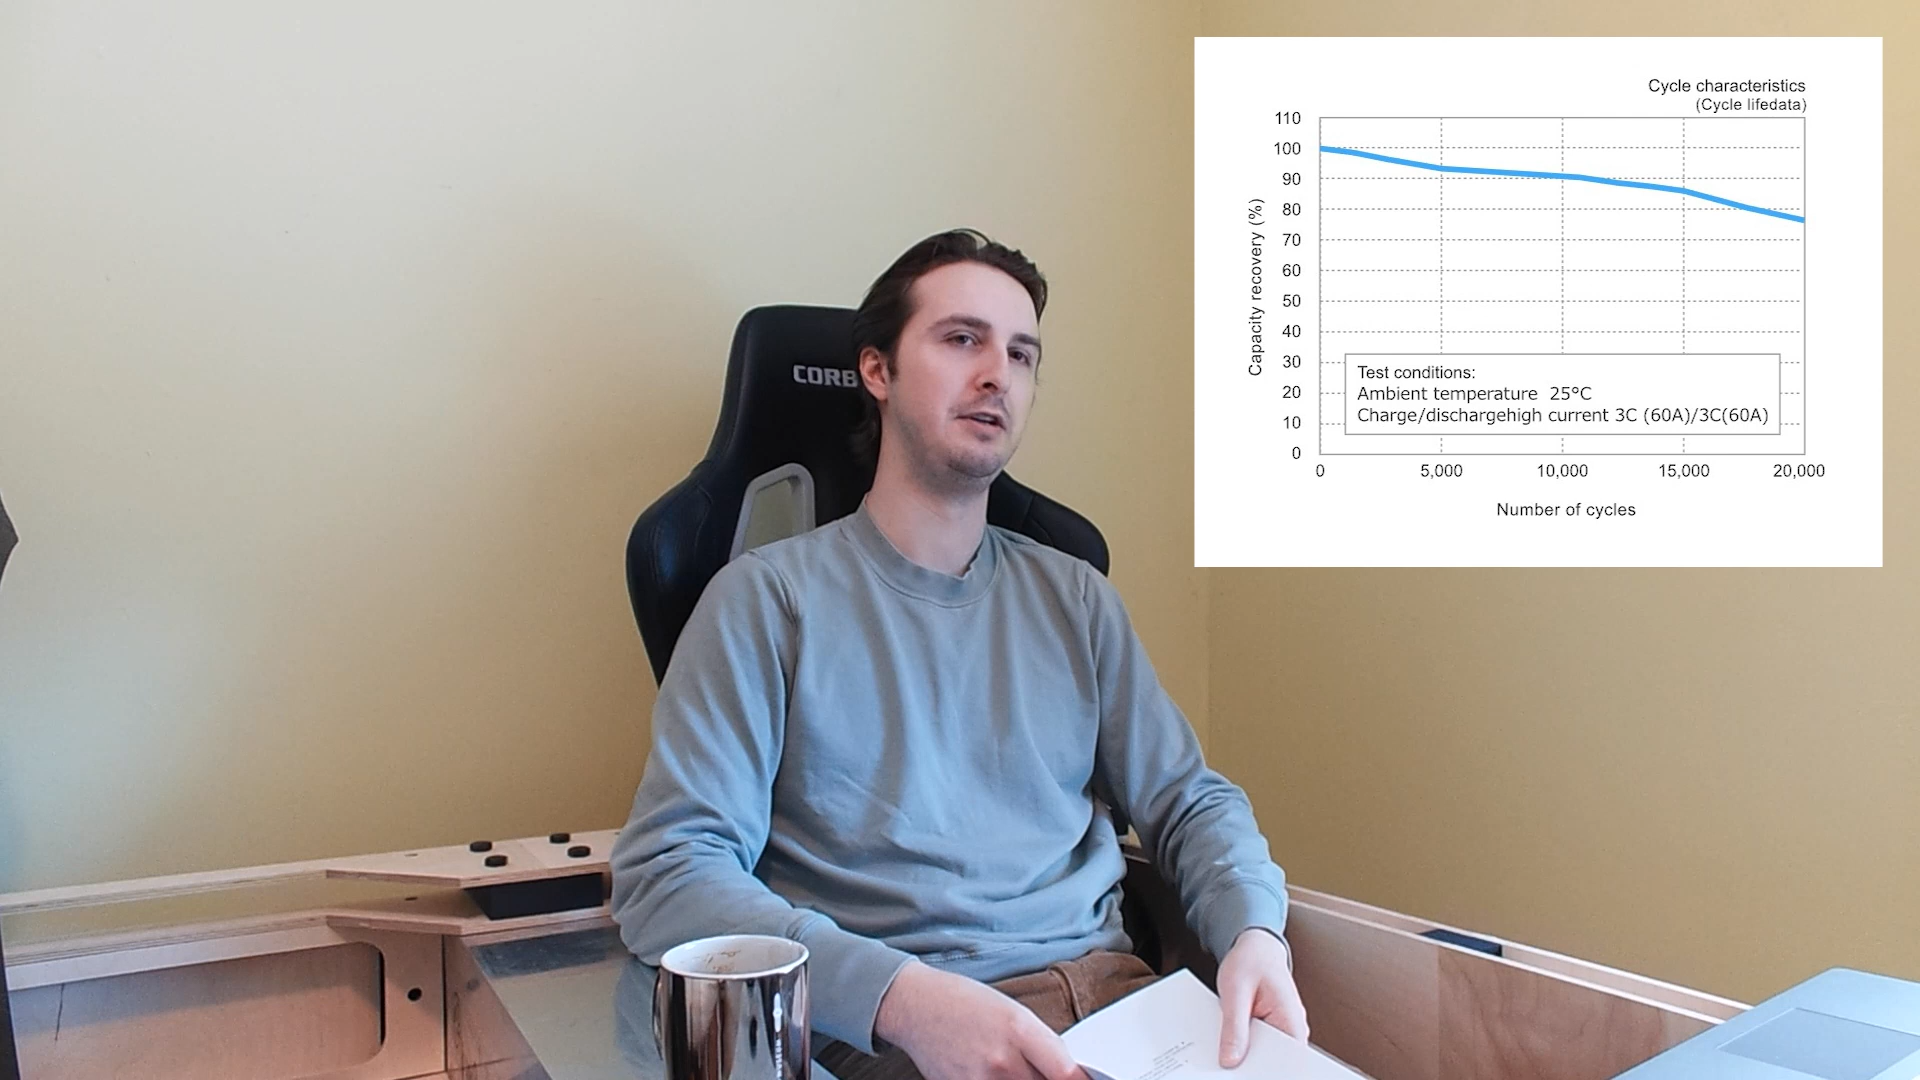 CORB
Cycle characteristics
(Cycle lifedata)
110
100
90
80
70
60
50
40
30
20
10
0
Capacity recovery (%)
Test conditions:
Ambient temperature 25°C
Charge/dischargehigh current 3C (60A)/3C(60A)
0 5,000 10,000 15,000 20,000
Number of cycles